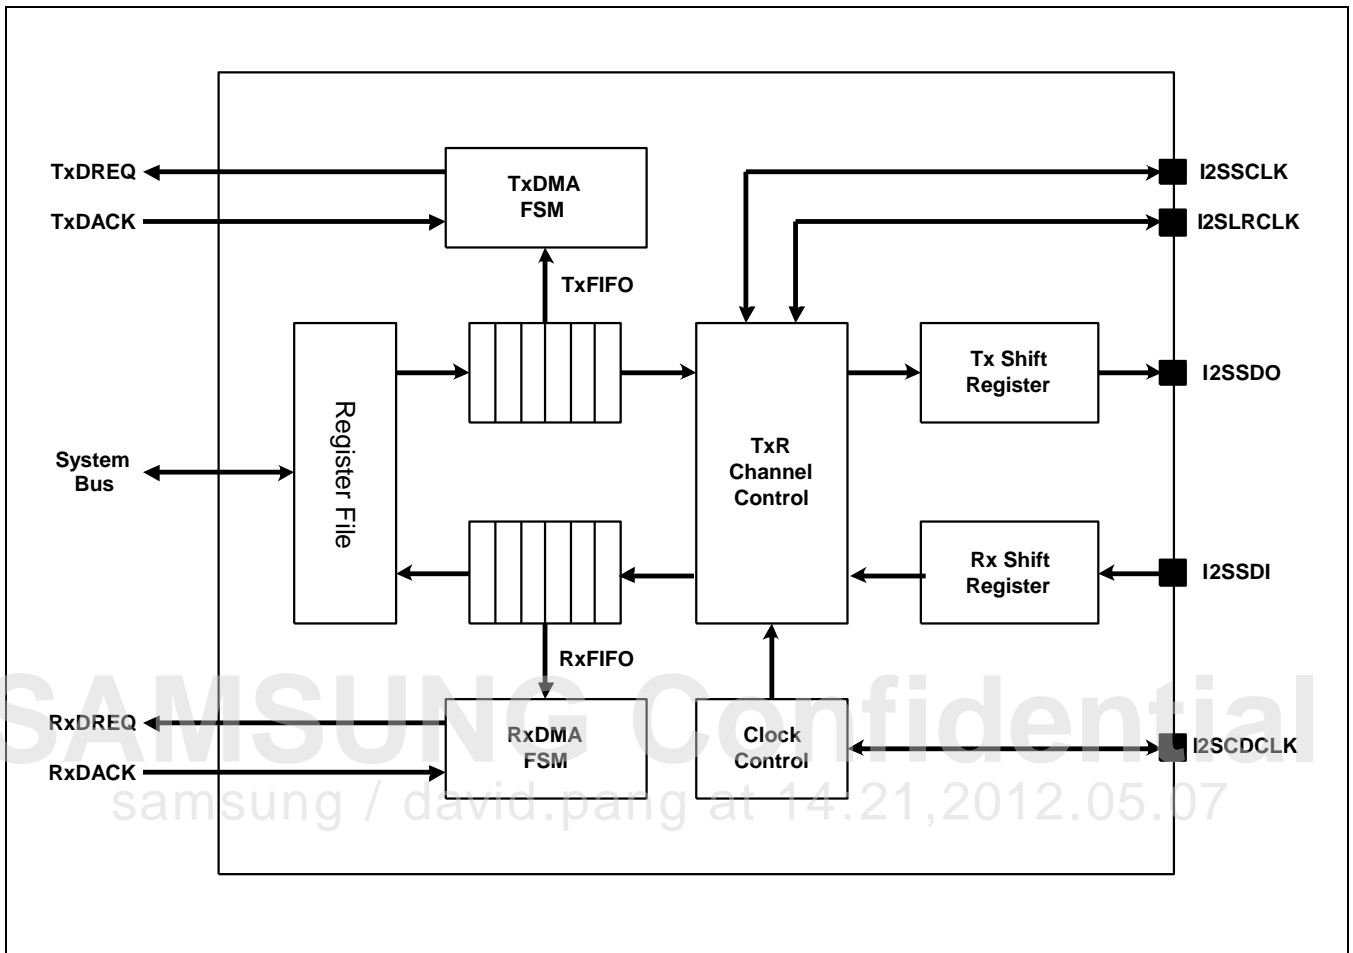 TxDREQ
TxDMA
FSM
I2SSCLK
TxDACK
I2SLRCLK
TxFIFO
Register File
TxR
Channel
Control
Tx Shift
Register
I2SSDO
System
Bus
Rx Shift
Register
I2SSDI
RxFIFO
SAMSUNG Confidential
RxDREQ
RxDMA
FSM
Clock
Control
I2SCDCLK
RxDACK
samsung / david.pang at 14:21,2012.05.07